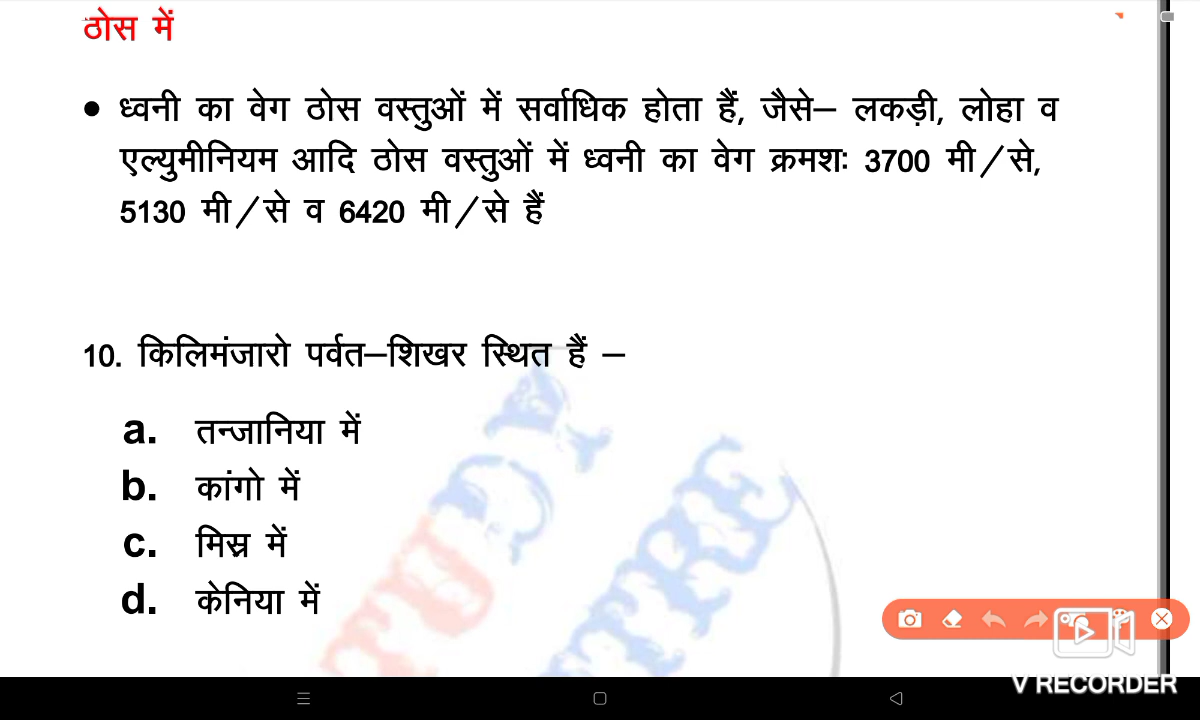 ठोस में
• ध्वनी का वेग ठोस वस्तुओं में सर्वाधिक होता हैं, जैसे– लकड़ी, लोहा व
एल्युमीनियम आदि ठोस वस्तुओं में ध्वनी का वेग क्रमशः 3700 मी/से,
5130 मी/से व 6420 मी/से हैं
10. किलिमंजारो पर्वत–शिखर स्थित हैं –
a. तन्जानिया में
b. कांगो में
c. मिस्र में
d. केनिया में
V RECORDER